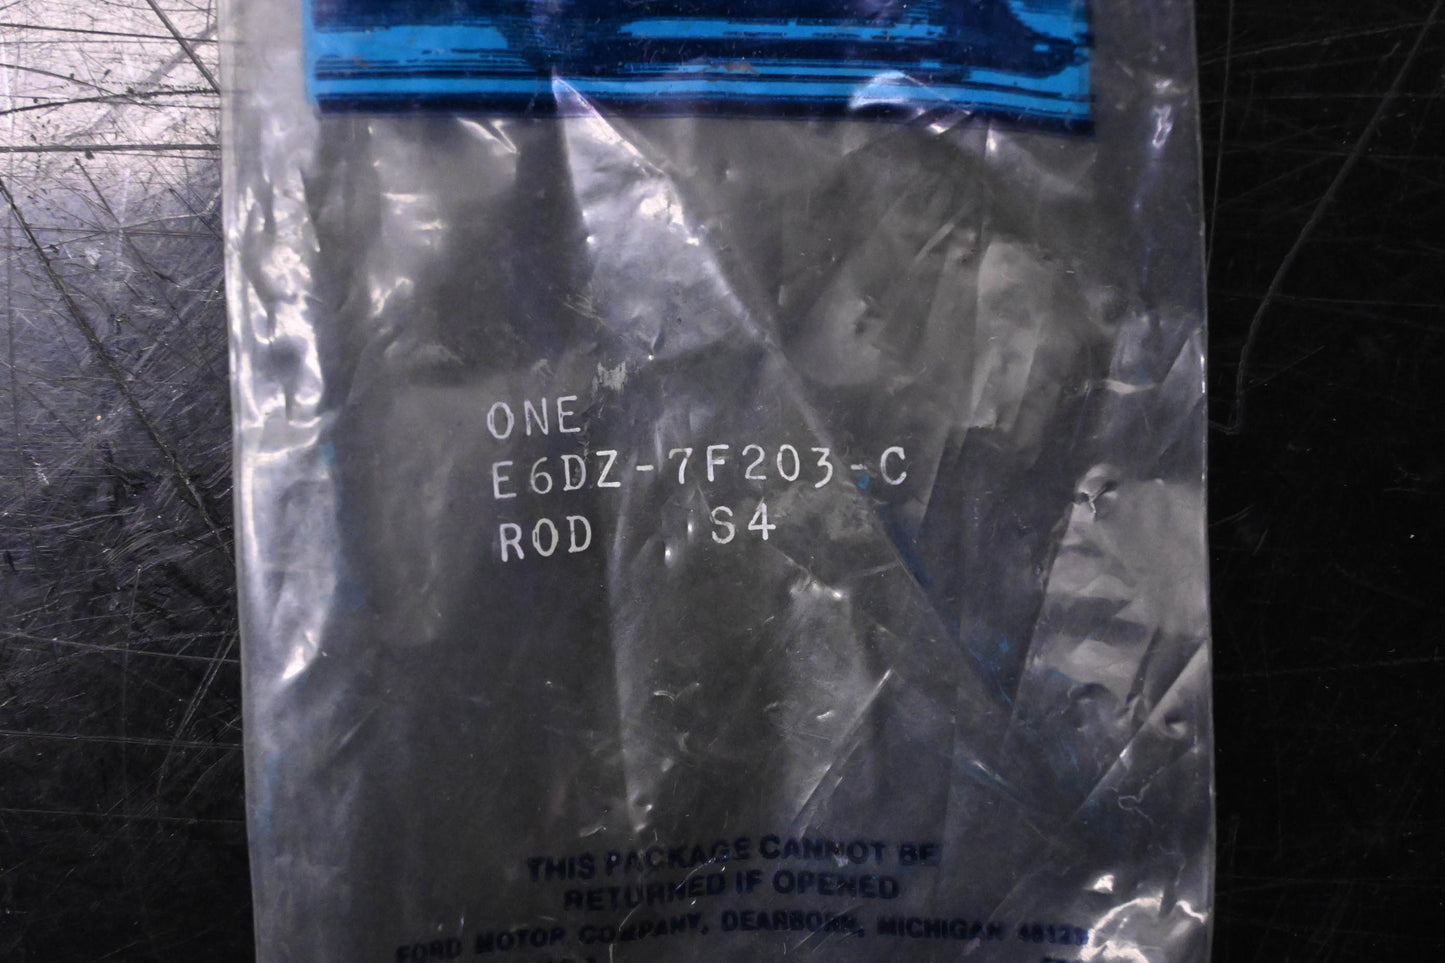 ONE
E6DZ-7F203-C
ROD S4
THIS PACKAGE CANNOT BE
RETURNED IF OPENED
FORD MOTOR COMPANY, DEARBORN, MICHIGAN